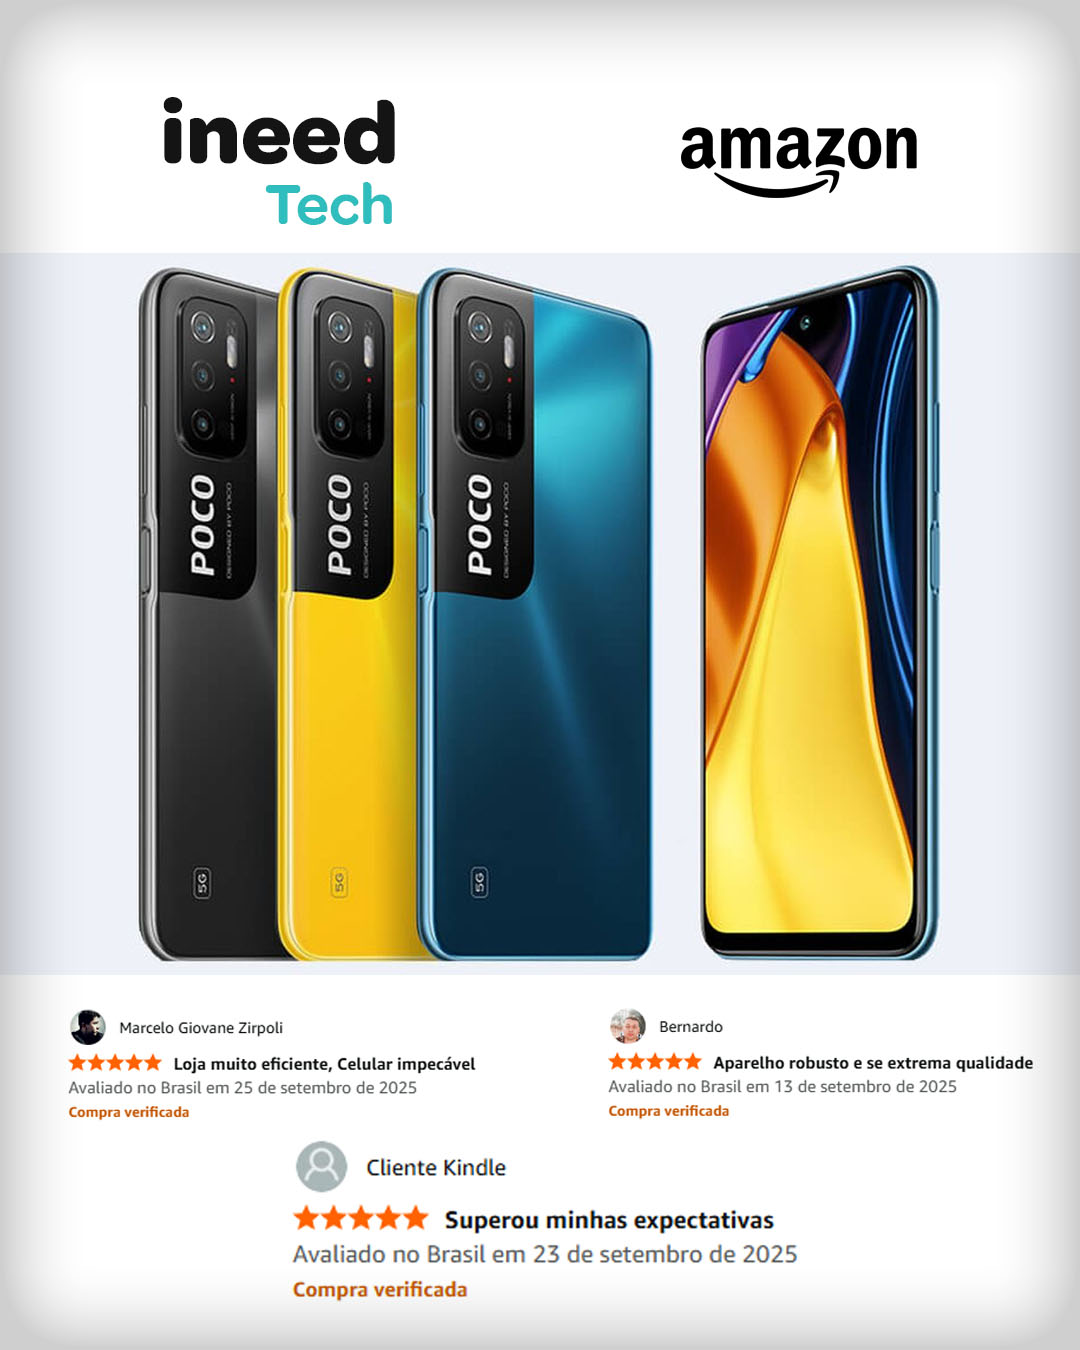 ineed
Tech
amazon
POCO
DESIGNED BY POCO
5G
POCO
DESIGNED BY POCO
5G
POCO
DESIGNED BY POCO
5G
Marcelo Giovane Zirpoli
Loja muito eficiente, Celular impecável
Avaliado no Brasil em 25 de setembro de 2025
Compra verificada
Bernardo
Aparelho robusto e se extrema qualidade
Avaliado no Brasil em 13 de setembro de 2025
Compra verificada
Cliente Kindle
Superou minhas expectativas
Avaliado no Brasil em 23 de setembro de 2025
Compra verificada